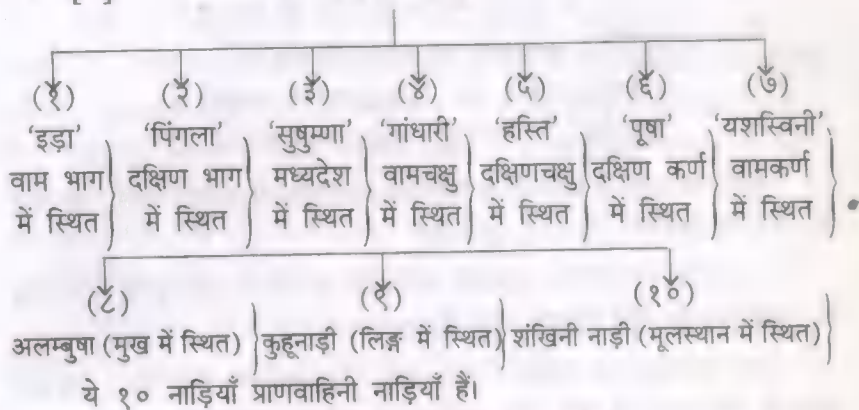 (१) (२) (३) (४) (५) (६) (७)
'इड़ा' 'पिंगला' 'सुषुम्णा' 'गांधारी' 'हस्ति' 'पूषा' 'यशस्विनी'
वाम भाग दक्षिण भाग मध्यदेश वामचक्षु दक्षिणचक्षु दक्षिण कर्ण वामकर्ण
में स्थित में स्थित में स्थित में स्थित में स्थित में स्थित में स्थित
(८) (९) (१०)
अलम्बुषा (मुख में स्थित) कुहूनाड़ी (लिङ्ग में स्थित) शंखिनी नाड़ी (मूलस्थान में स्थित)
ये १० नाड़ियाँ प्राणवाहिनी नाड़ियाँ हैं।